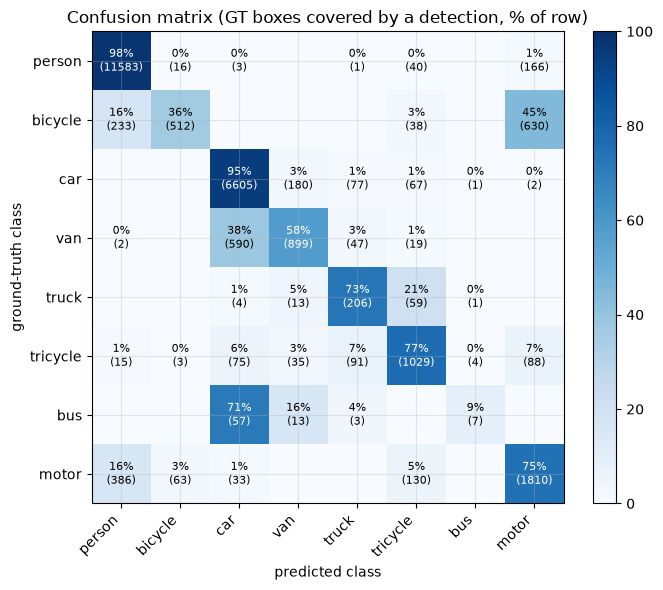 Confusion matrix (GT boxes covered by a detection, % of row)
person 98% (11583) 0% (16) 0% (3) 0% (1) 0% (40) 1% (166)
bicycle 16% (233) 36% (512) 3% (38) 45% (630)
car 95% (6605) 3% (180) 1% (77) 1% (67) 0% (1) 0% (2)
van 0% (2) 38% (590) 58% (899) 3% (47) 1% (19)
truck 1% (4) 5% (13) 73% (206) 21% (59) 0% (1)
tricycle 1% (15) 0% (3) 6% (75) 3% (35) 7% (91) 77% (1029) 0% (4) 7% (88)
bus 71% (57) 16% (13) 4% (3) 9% (7)
motor 16% (386) 3% (63) 1% (33) 5% (130) 75% (1810)
person bicycle car van truck tricycle bus motor
predicted class
ground-truth class
100
80
60
40
20
0